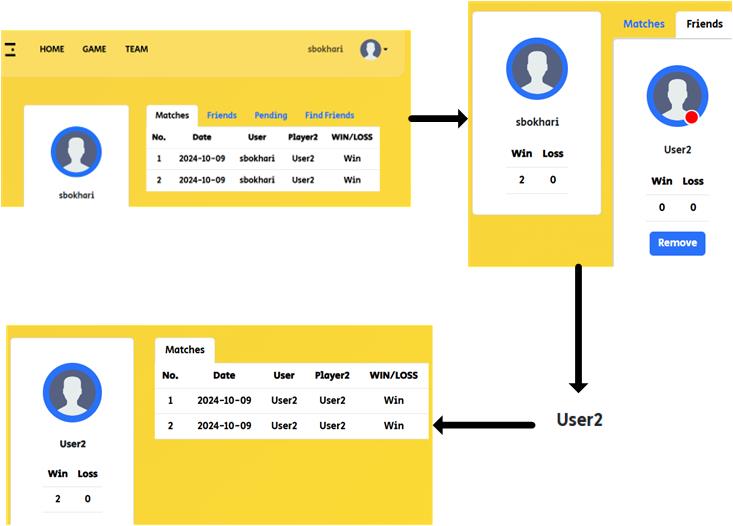 HOME GAME TEAM sbokhari
Matches Friends Pending Find Friends
No. Date User Player2 WIN/LOSS
1 2024-10-09 sbokhari User2 Win
2 2024-10-09 sbokhari User2 Win
sbokhari
Matches Friends
sbokhari
Win Loss
2 0
User2
Win Loss
0 0
Remove
User2
Matches
No. Date User Player2 WIN/LOSS
1 2024-10-09 User2 User2 Win
2 2024-10-09 User2 User2 Win
User2
Win Loss
2 0